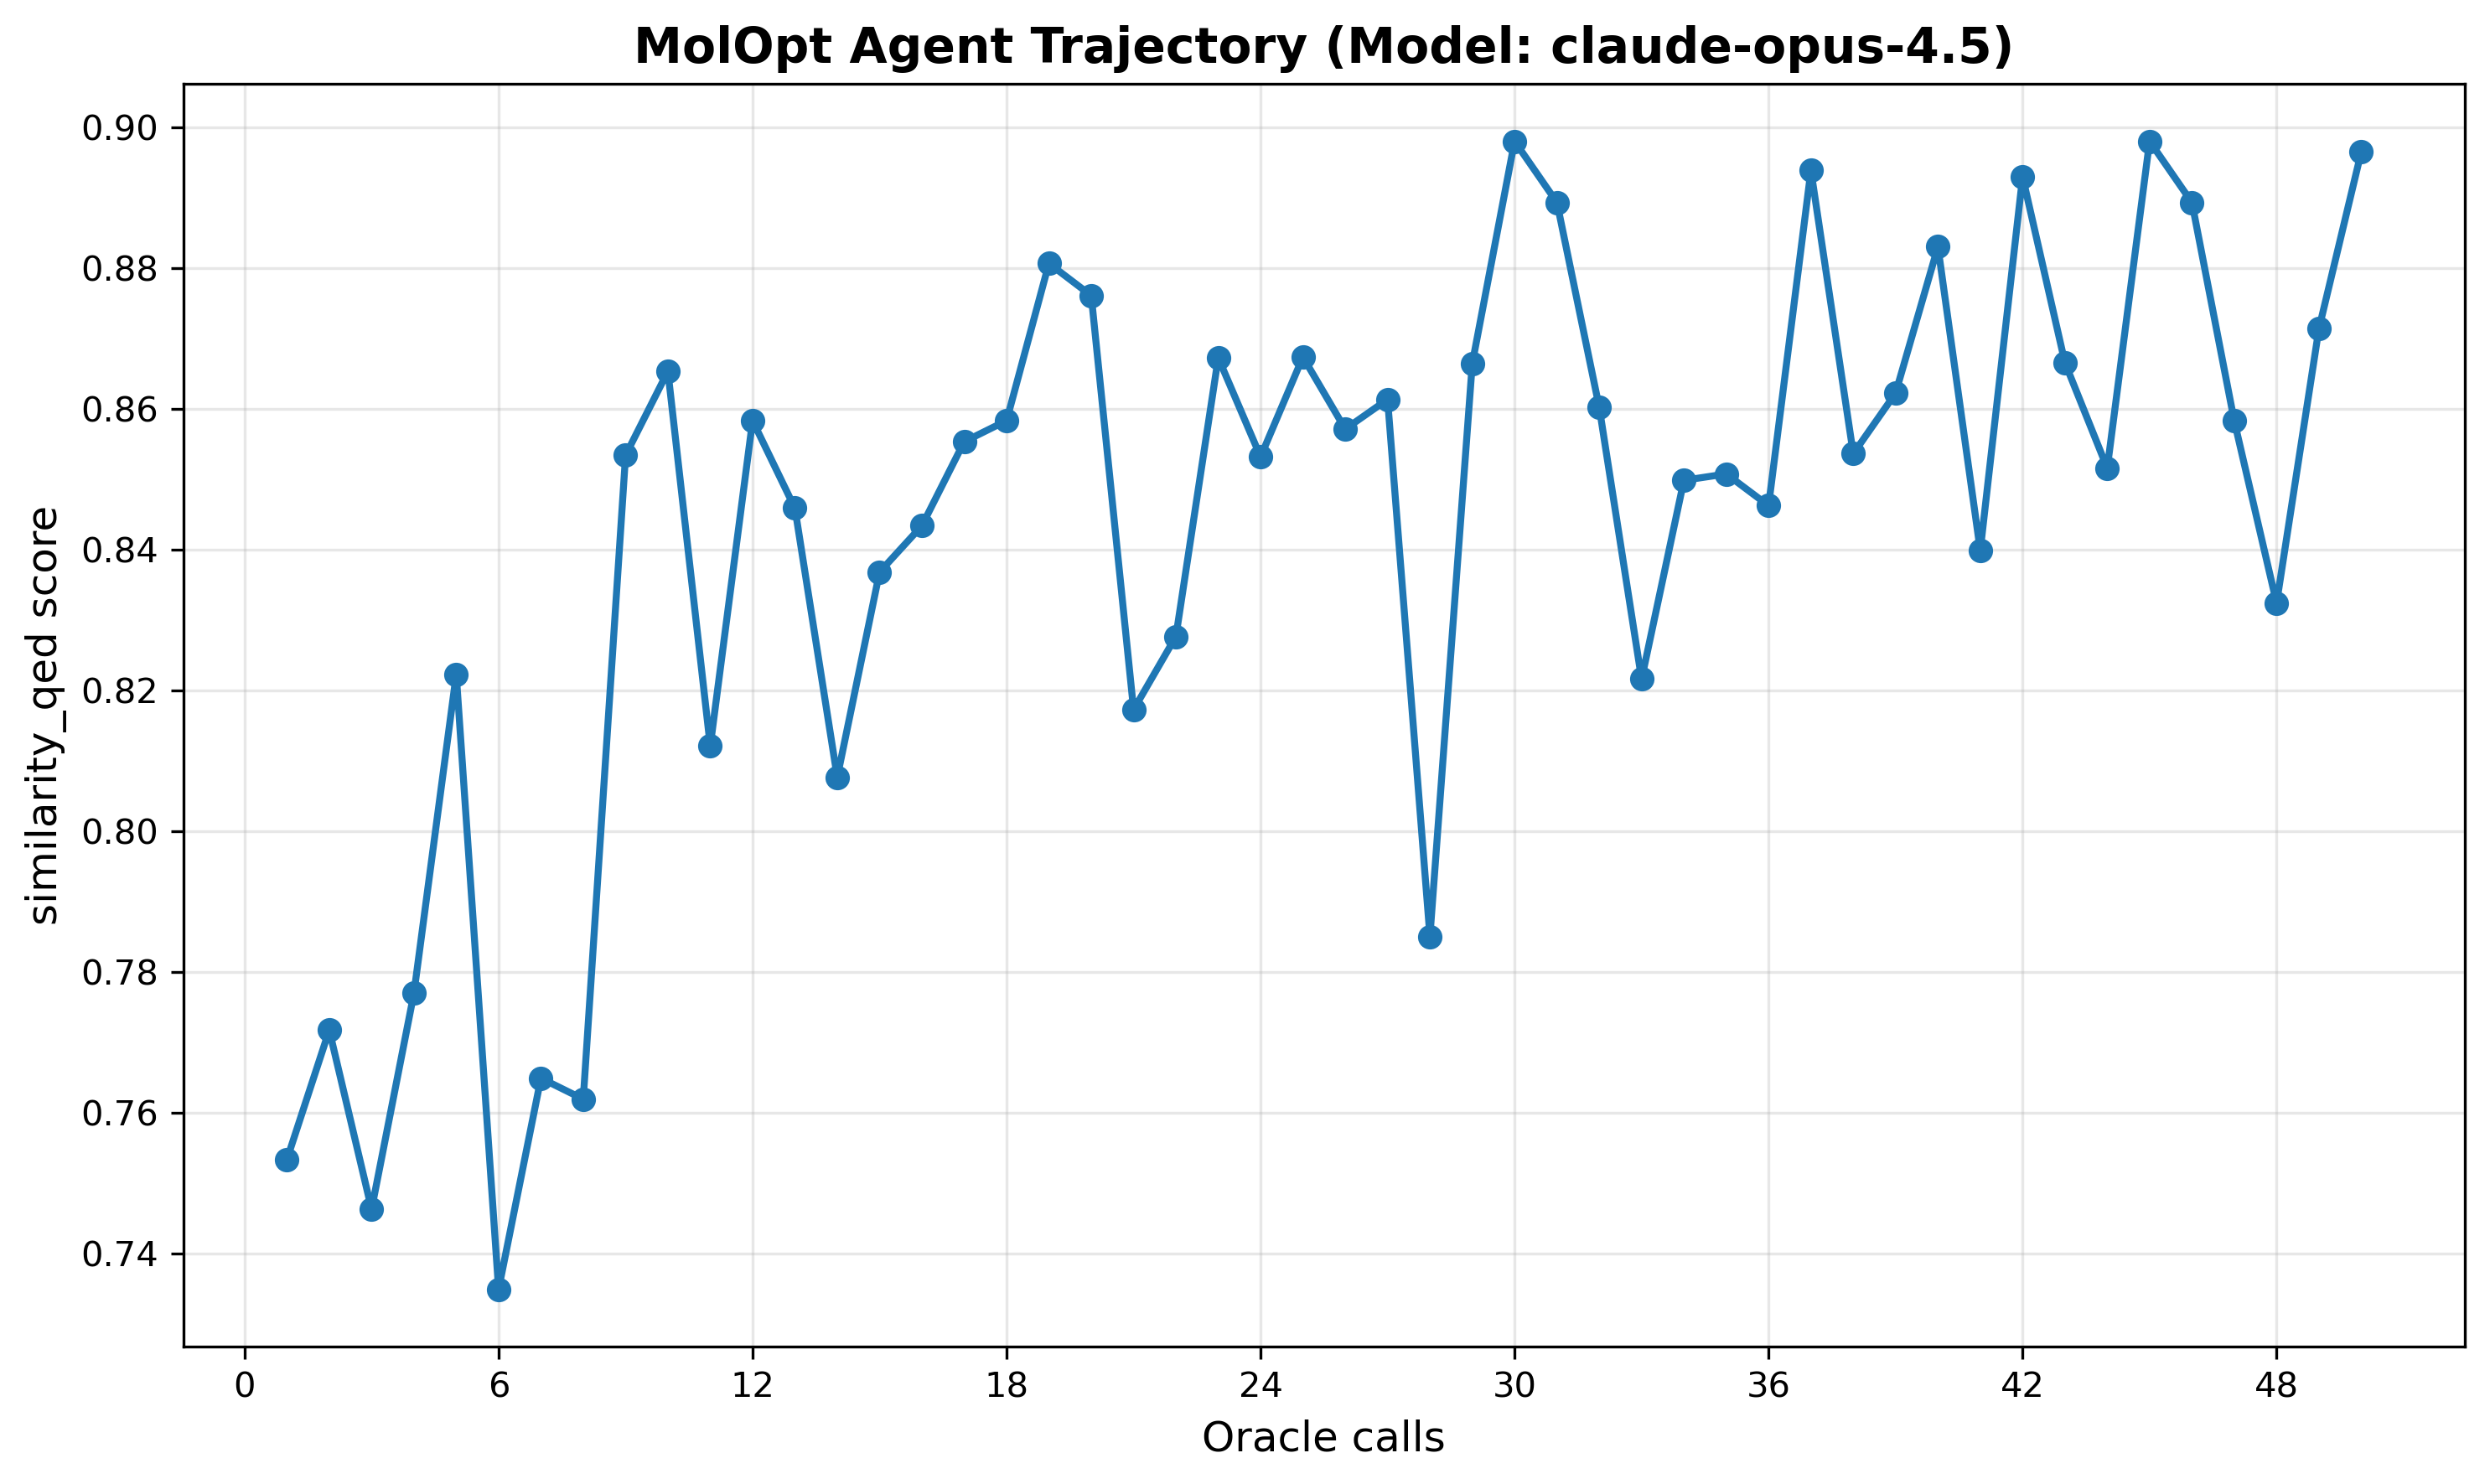 MolOpt Agent Trajectory (Model: claude-opus-4.5)
similarity_qed score
0.90
0.88
0.86
0.84
0.82
0.80
0.78
0.76
0.74
0 6 12 18 24 30 36 42 48
Oracle calls